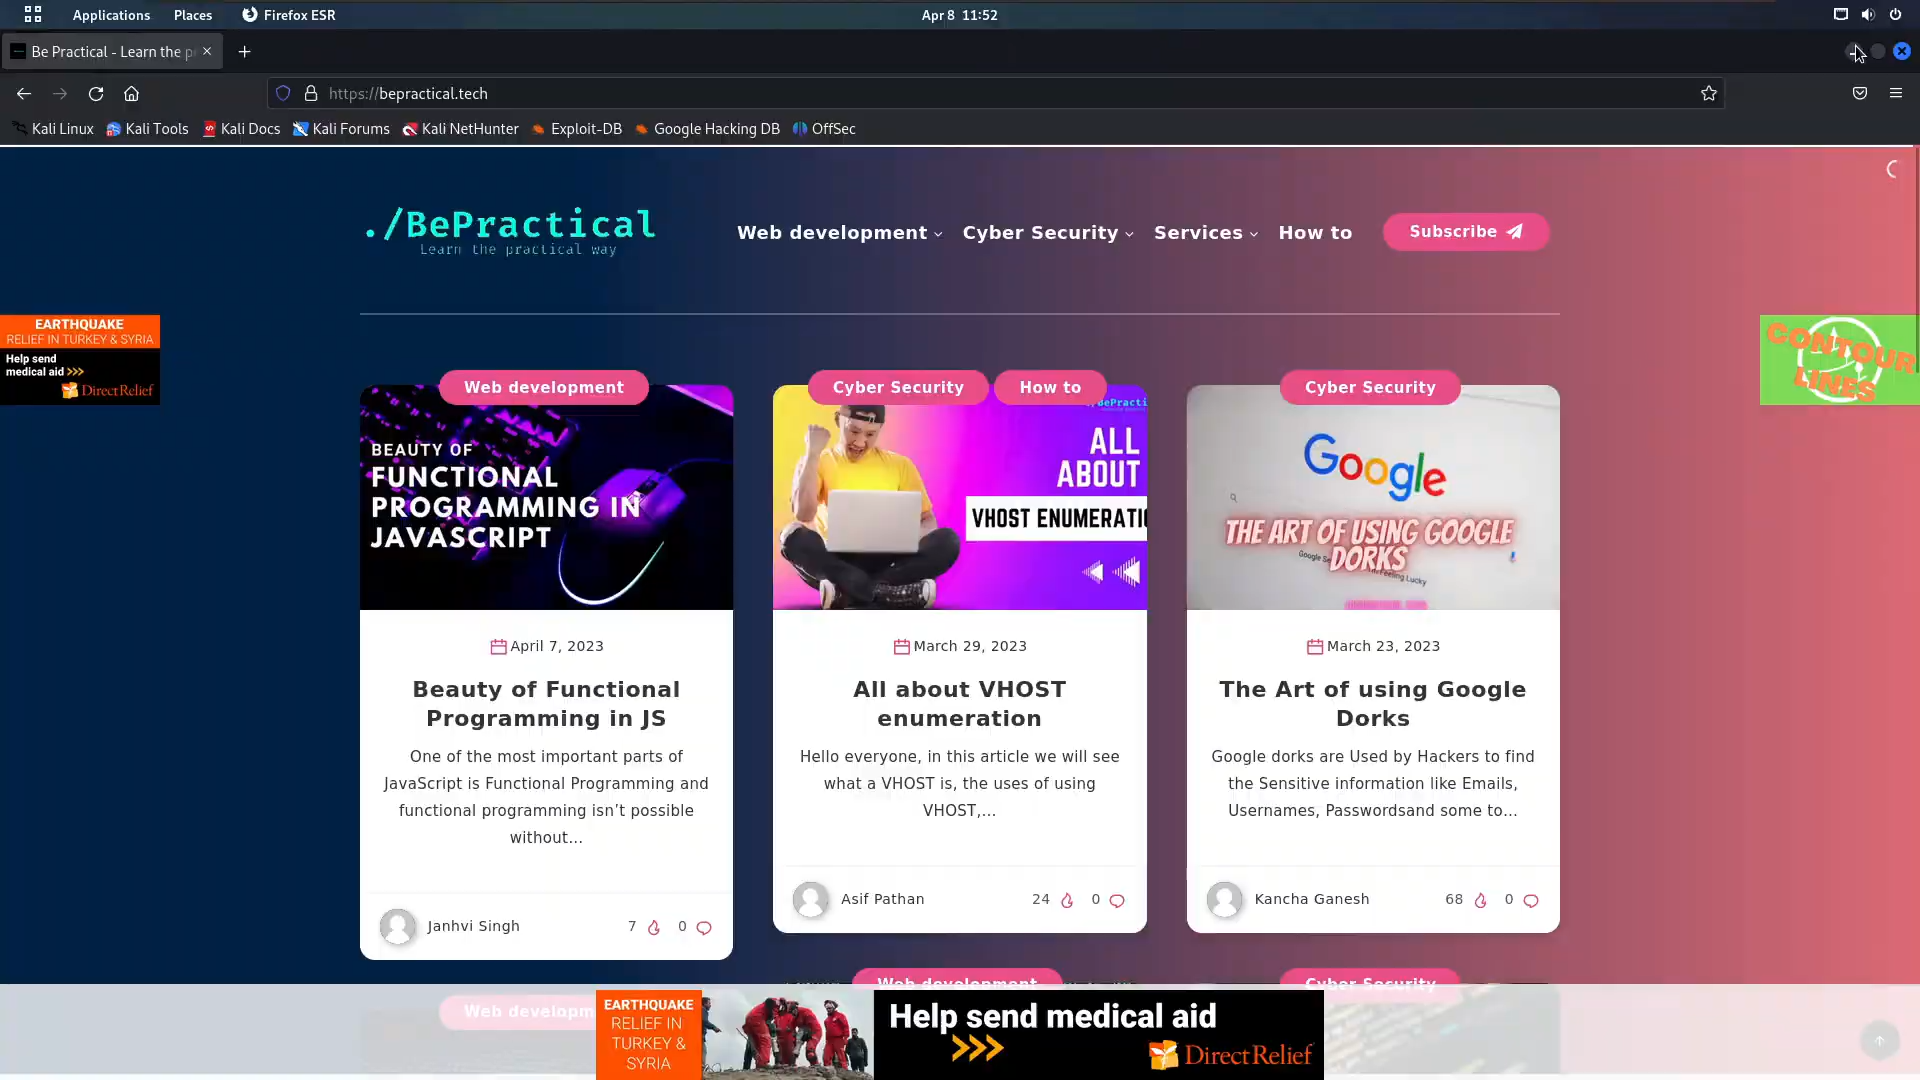 Applications Places Firefox ESR Apr 8 11:52
Be Practical - Learn the p
https://bepractical.tech
Kali Linux Kali Tools Kali Docs Kali Forums Kali NetHunter Exploit-DB Google Hacking DB OffSec
./BePractical
Learn the practical way
Web development Cyber Security Services How to Subscribe
EARTHQUAKE
RELIEF IN TURKEY & SYRIA
Help send
medical aid >>>
DirectRelief
CONTOUR
LINES
Web development
BEAUTY OF
FUNCTIONAL
PROGRAMMING IN
JAVASCRIPT
April 7, 2023
Beauty of Functional
Programming in JS
One of the most important parts of
JavaScript is Functional Programming and
functional programming isn’t possible
without...
Janhvi Singh 7 0
Cyber Security How to
./BePracti
ALL
ABOUT
VHOST ENUMERATIO
March 29, 2023
All about VHOST
enumeration
Hello everyone, in this article we will see
what a VHOST is, the uses of using
VHOST,...
Asif Pathan 24 0
Cyber Security
Google
THE ART OF USING GOOGLE
DORKS
Google Se
Feeling Lucky
March 23, 2023
The Art of using Google
Dorks
Google dorks are Used by Hackers to find
the Sensitive information like Emails,
Usernames, Passwordsand some to...
Kancha Ganesh 68 0
Web development Cyber Security
Web developm
EARTHQUAKE
RELIEF IN
TURKEY &
SYRIA
Help send medical aid
>>>
DirectRelief